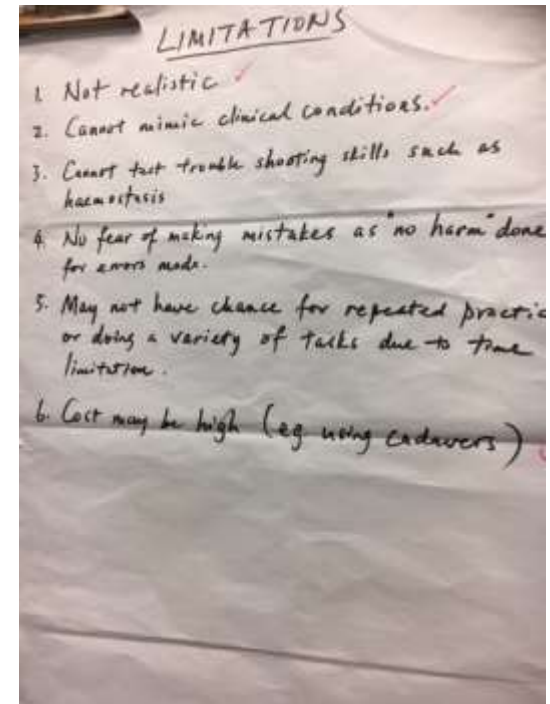 LIMITATIONS
1 Not realistic ✓
2. Cannot mimic clinical conditions. ✓
3. Cannot test trouble shooting skills such as
haemostasis
4. No fear of making mistakes as "no harm" done
for errors made.
5. May not have chance for repeated practic
or doing a variety of tasks due to time
limitation.
6. Cost may be high (eg using cadavers)